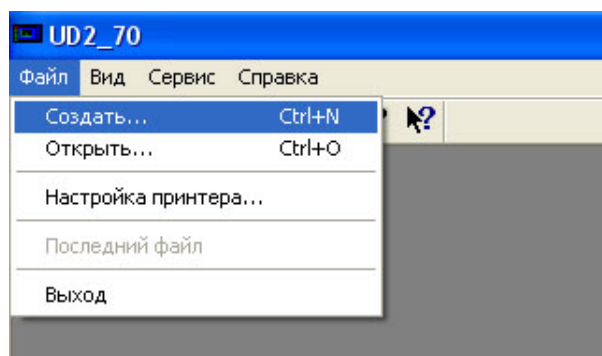 UD2_70
Файл Вид Сервис Справка
Создать... Ctrl+N
Открыть... Ctrl+O
Настройка принтера...
Последний файл
Выход